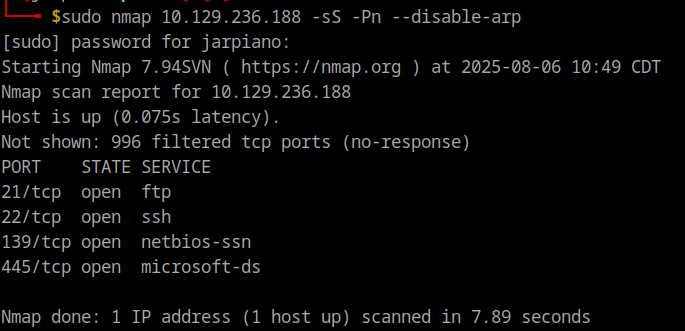 $sudo nmap 10.129.236.188 -sS -Pn --disable-arp
[sudo] password for jarpiano:
Starting Nmap 7.94SVN ( https://nmap.org ) at 2025-08-06 10:49 CDT
Nmap scan report for 10.129.236.188
Host is up (0.075s latency).
Not shown: 996 filtered tcp ports (no-response)
PORT    STATE SERVICE
21/tcp  open  ftp
22/tcp  open  ssh
139/tcp open  netbios-ssn
445/tcp open  microsoft-ds
Nmap done: 1 IP address (1 host up) scanned in 7.89 seconds